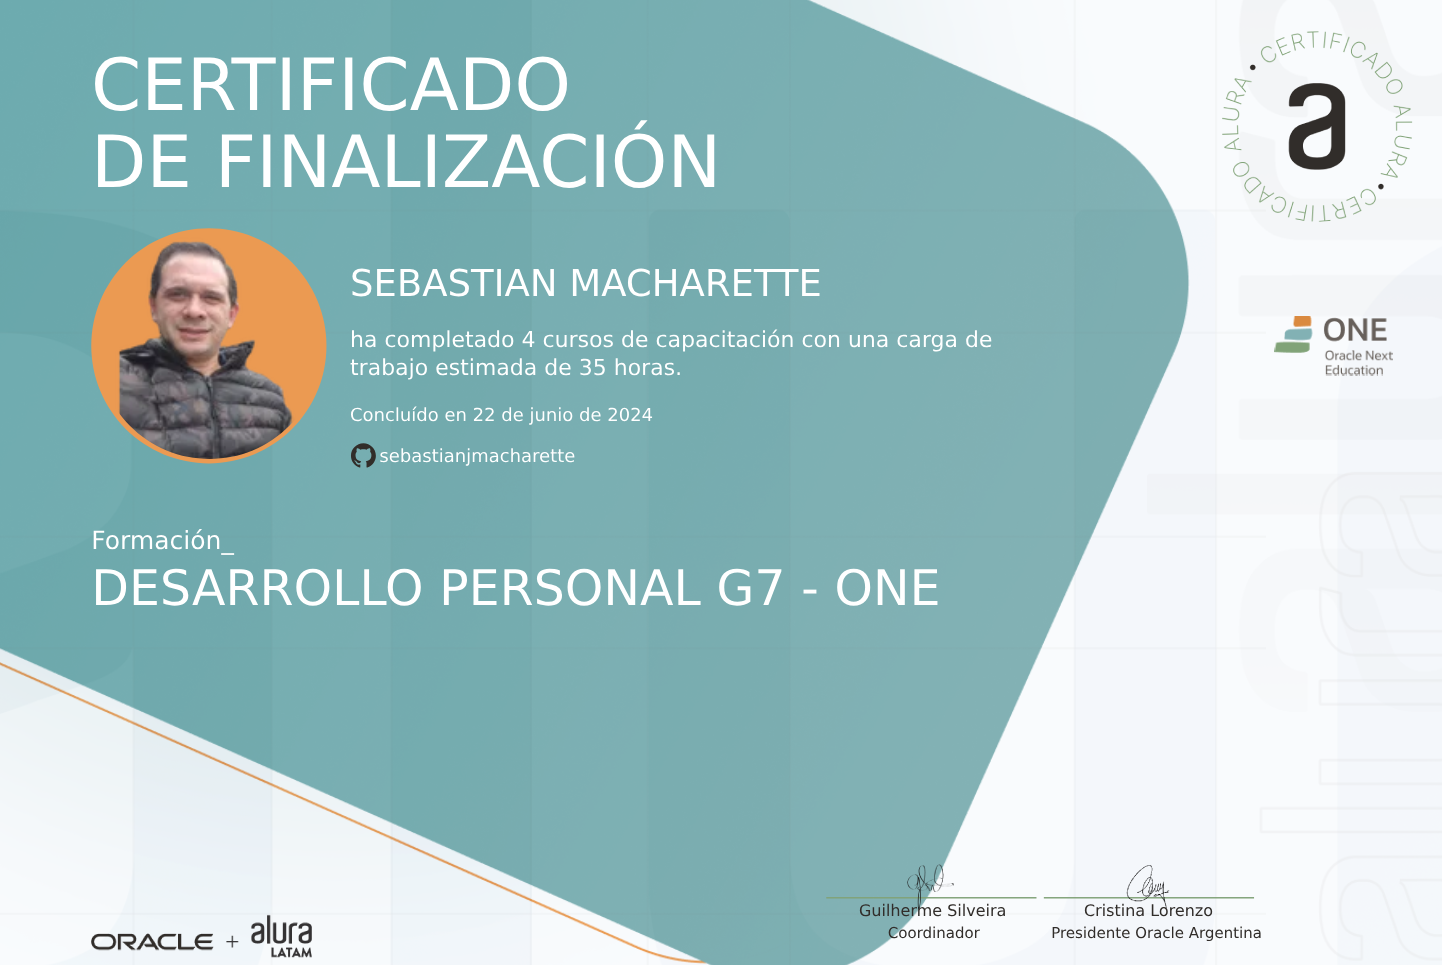 CERTIFICADO
DE FINALIZACIÓN
CERTIFICADO ALURA • CERTIFICADO ALURA •
a
SEBASTIAN MACHARETTE
ha completado 4 cursos de capacitación con una carga de
trabajo estimada de 35 horas.
ONE
Oracle Next
Education
Concluído en 22 de junio de 2024
sebastianjmacharette
Formación_
DESARROLLO PERSONAL G7 - ONE
Guilherme Silveira
Coordinador
Cristina Lorenzo
Presidente Oracle Argentina
ORACLE + alura
LATAM